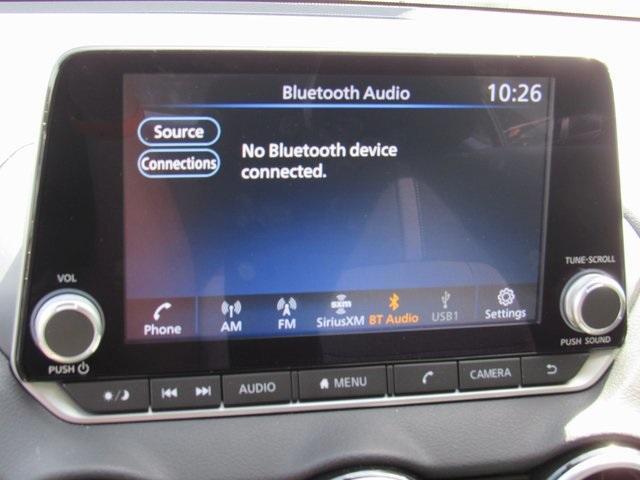 Bluetooth Audio 10:26
Source
Connections
No Bluetooth device
connected.
VOL
TUNE·SCROLL
Phone
AM
FM
sxm
SiriusXM
BT Audio
USB1
Settings
PUSH
PUSH SOUND
AUDIO
MENU
CAMERA